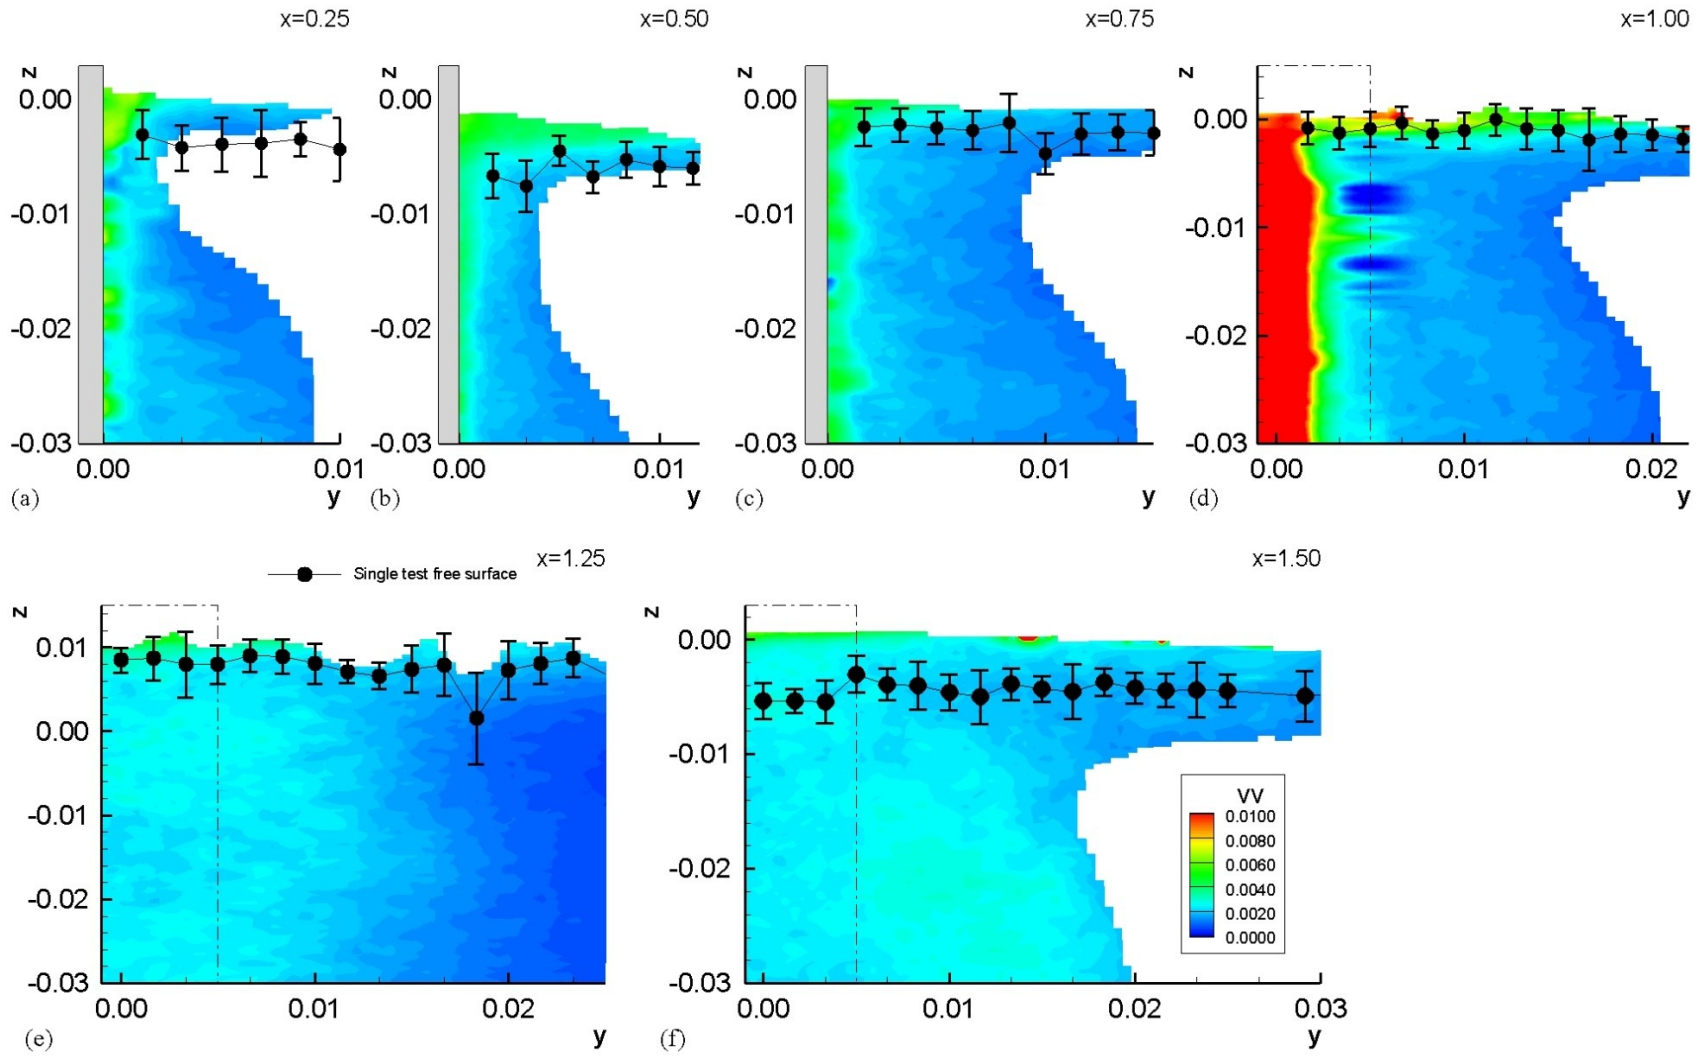 x=0.25 x=0.50 x=0.75 x=1.00
z z z z
0.00 0.00 0.00 0.00
-0.01 -0.01 -0.01 -0.01
-0.02 -0.02 -0.02 -0.02
-0.03 -0.03 -0.03 -0.03
0.00 0.01 0.00 0.01 0.00 0.01 0.00 0.01 0.02
(a) y (b) y (c) y (d) y
Single test free surface x=1.25 x=1.50
z z
0.01 0.00
0.00
-0.01 -0.01
VV
0.0100
0.0080
0.0060
0.0040
0.0020
0.0000
-0.02 -0.02
-0.03 -0.03
0.00 0.01 0.02 0.00 0.01 0.02 0.03
(e) y (f) y